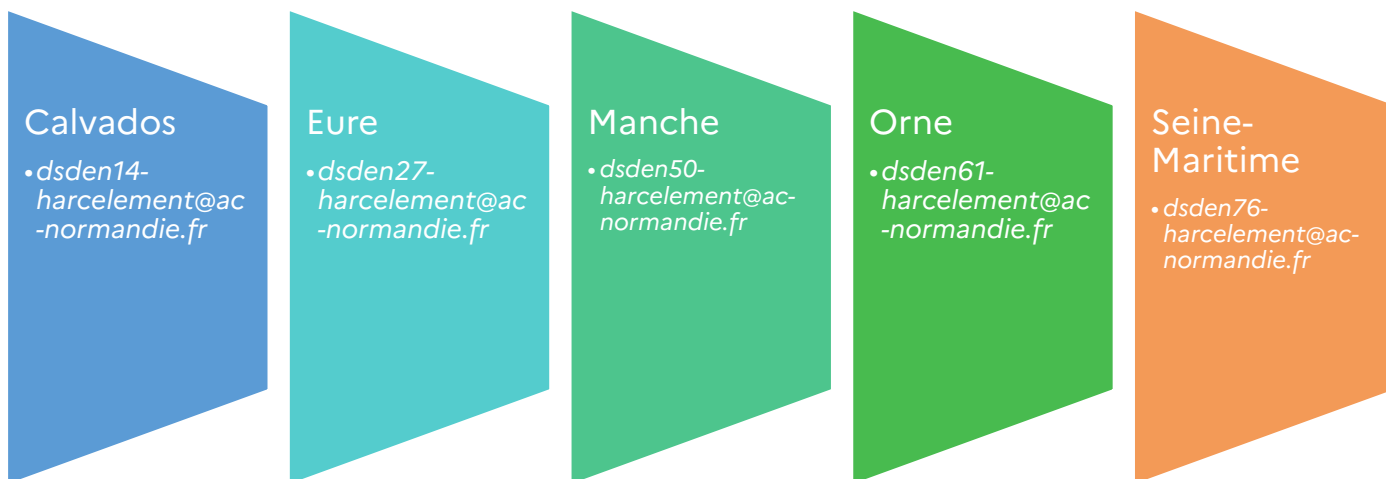 Calvados
• dsden14-
harcelement@ac
-normandie.fr
Eure
• dsden27-
harcelement@ac
-normandie.fr
Manche
• dsden50-
harcelement@ac-
normandie.fr
Orne
• dsden61-
harcelement@ac
-normandie.fr
Seine-
Maritime
• dsden76-
harcelement@ac-
normandie.fr